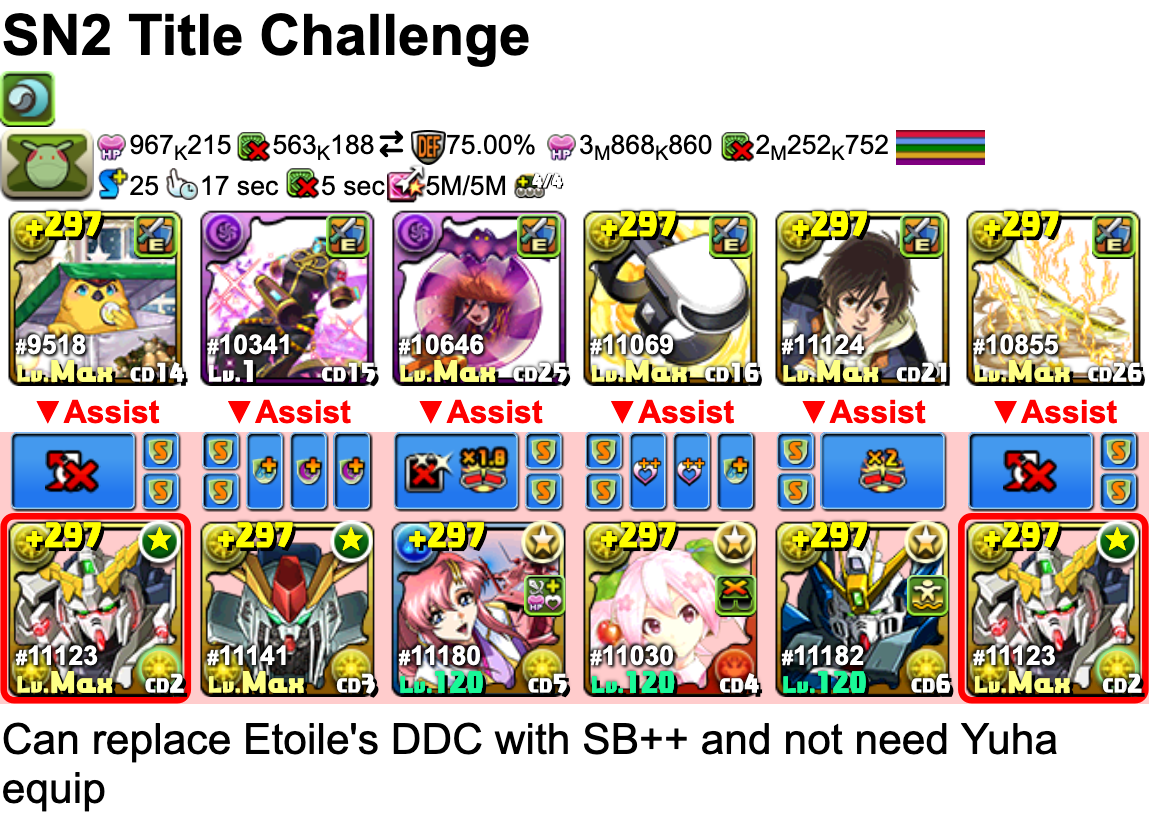 SN2 Title Challenge
HP 967K215 563K188 DEF 75.00% HP 3M868K860 2M252K752
S 25 17 sec 5 sec 5M/5M 4/4
+297 E +297 E +297 E +297 E
#9518 #10341 #10646 #11069 #11124 #10855
Lv.Max CD14 Lv.1 CD15 Lv.Max CD25 Lv.Max CD16 Lv.Max CD21 Lv.Max CD26
▼Assist ▼Assist ▼Assist ▼Assist ▼Assist ▼Assist
S S ×1.8 S S S ×2 S
S S S S S S
+297 +297 +297 +297 +297 +297
HP
#11123 #11141 #11180 #11030 #11182 #11123
Lv.Max CD2 Lv.Max CD3 Lv.120 CD5 Lv.120 CD4 Lv.120 CD6 Lv.Max CD2
Can replace Etoile's DDC with SB++ and not need Yuha
equip